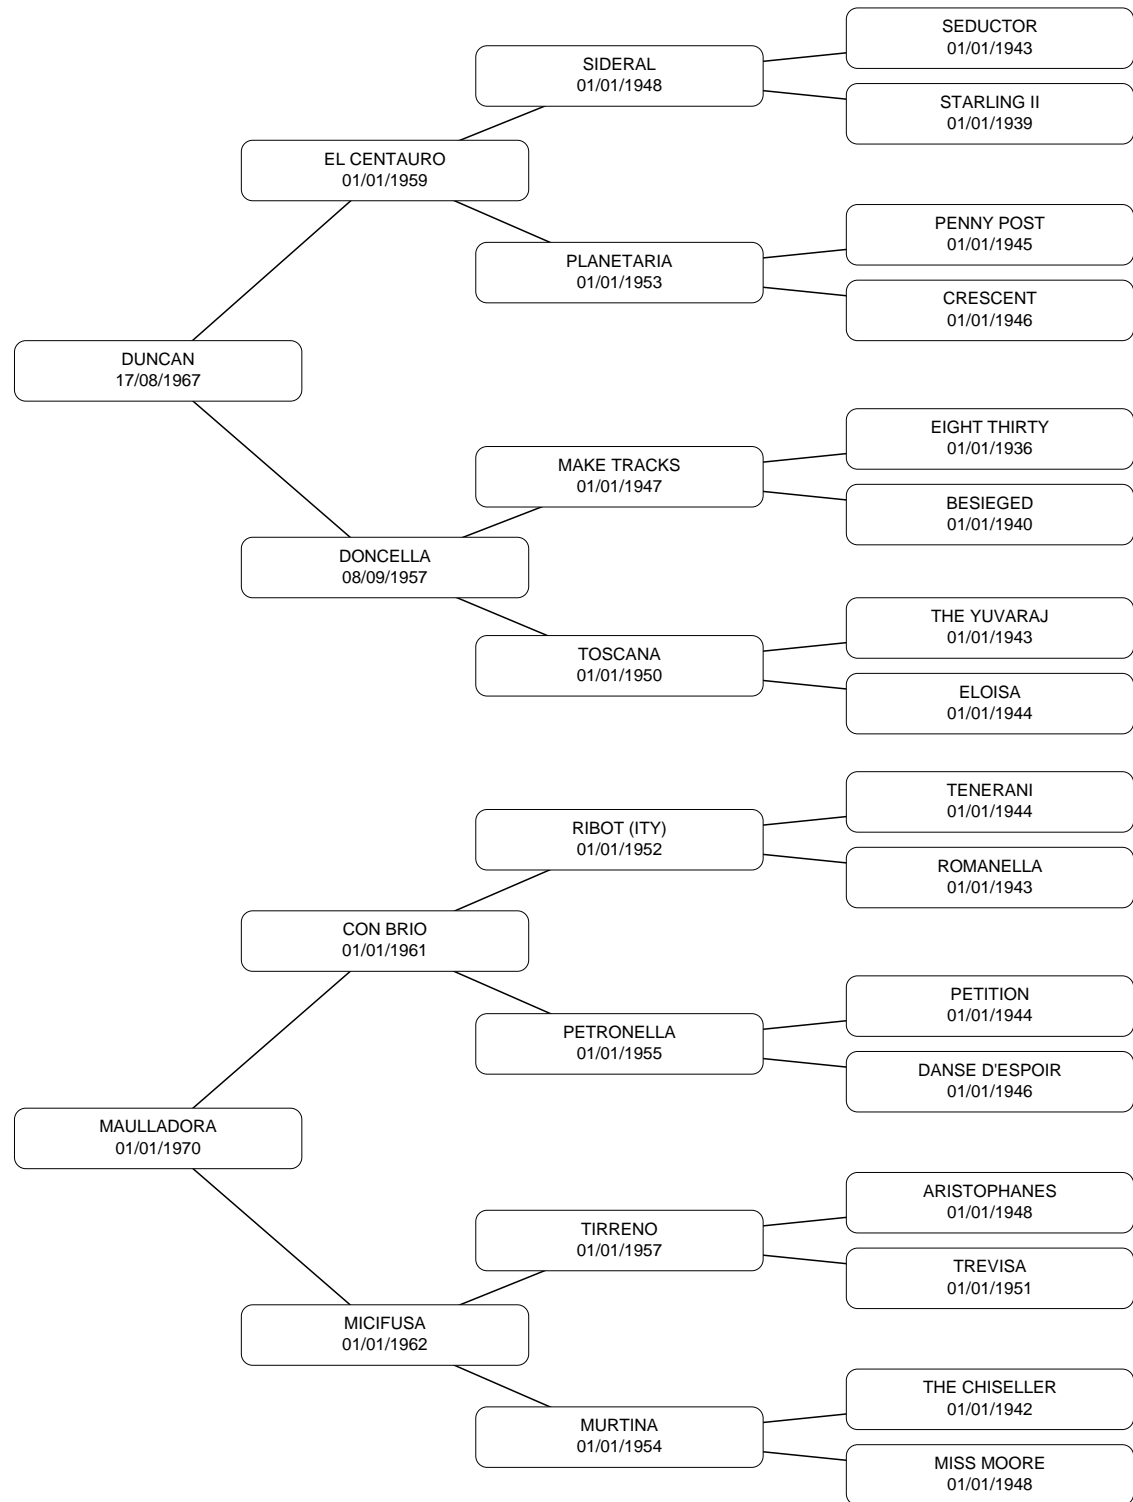 SEDUCTOR
01/01/1943
SIDERAL
01/01/1948
STARLING II
01/01/1939
EL CENTAURO
01/01/1959
PENNY POST
01/01/1945
PLANETARIA
01/01/1953
CRESCENT
01/01/1946
DUNCAN
17/08/1967
EIGHT THIRTY
01/01/1936
MAKE TRACKS
01/01/1947
BESIEGED
01/01/1940
DONCELLA
08/09/1957
THE YUVARAJ
01/01/1943
TOSCANA
01/01/1950
ELOISA
01/01/1944
TENERANI
01/01/1944
RIBOT (ITY)
01/01/1952
ROMANELLA
01/01/1943
CON BRIO
01/01/1961
PETITION
01/01/1944
PETRONELLA
01/01/1955
DANSE D'ESPOIR
01/01/1946
MAULLADORA
01/01/1970
ARISTOPHANES
01/01/1948
TIRRENO
01/01/1957
TREVISA
01/01/1951
MICIFUSA
01/01/1962
THE CHISELLER
01/01/1942
MURTINA
01/01/1954
MISS MOORE
01/01/1948